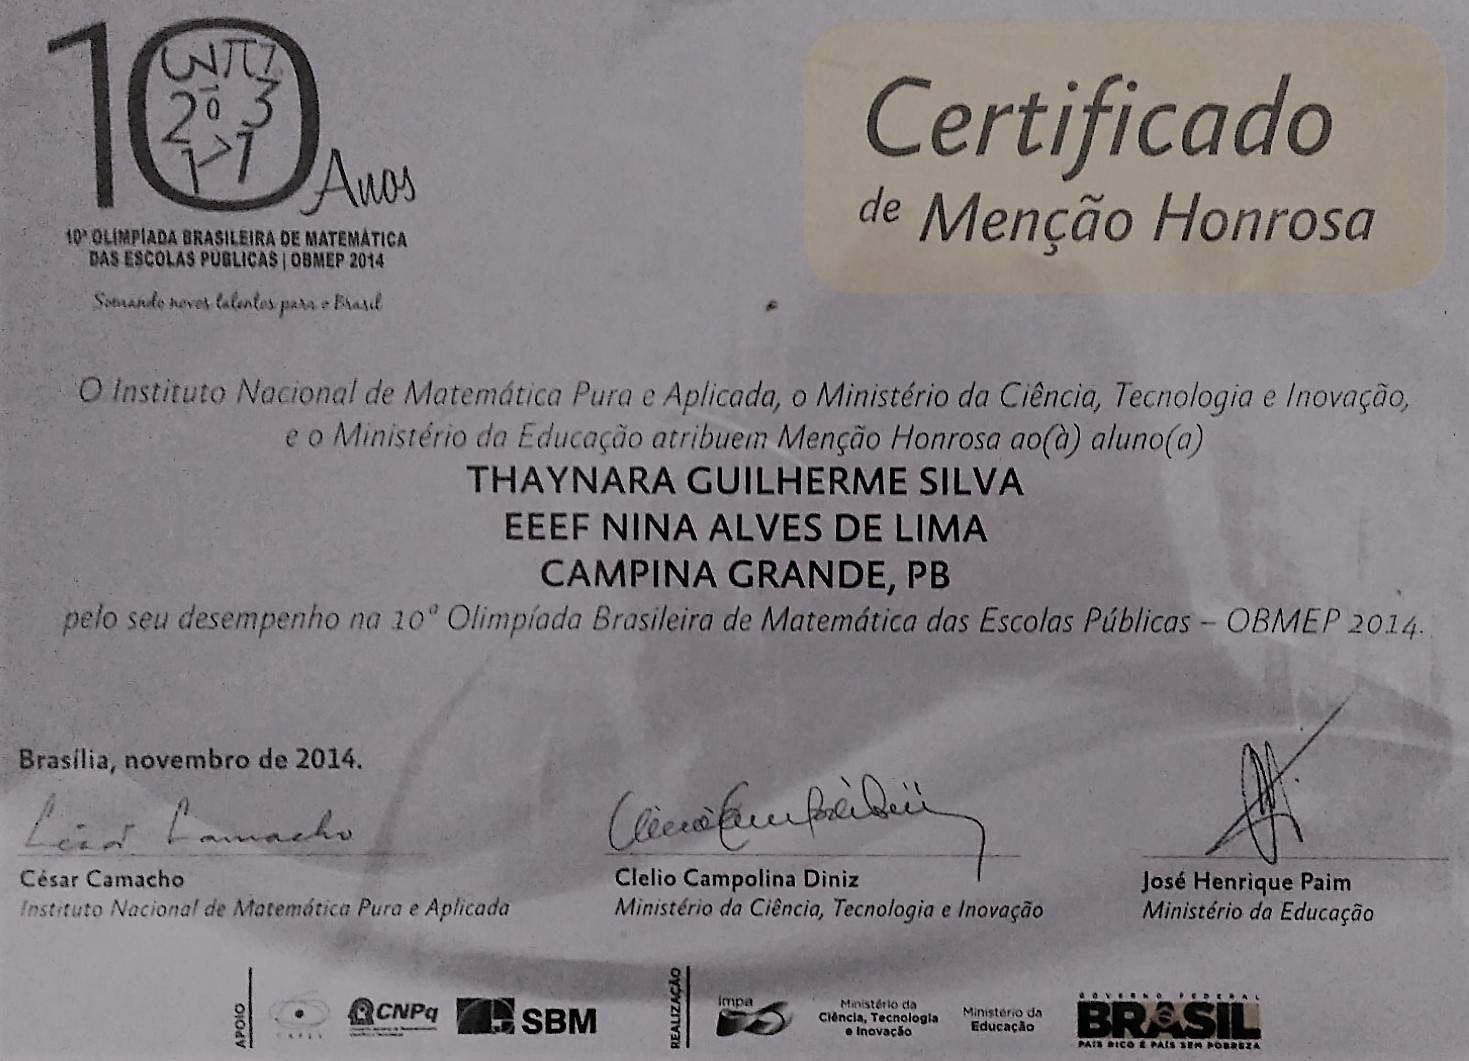 10 Anos
10ª OLIMPÍADA BRASILEIRA DE MATEMÁTICA
DAS ESCOLAS PÚBLICAS | OBMEP 2014
Somando novos talentos para o Brasil
Certificado
de Menção Honrosa
O Instituto Nacional de Matemática Pura e Aplicada, o Ministério da Ciência, Tecnologia e Inovação,
e o Ministério da Educação atribuem Menção Honrosa ao(à) aluno(a)
THAYNARA GUILHERME SILVA
EEEF NINA ALVES DE LIMA
CAMPINA GRANDE, PB
pelo seu desempenho na 10ª Olimpíada Brasileira de Matemática das Escolas Públicas – OBMEP 2014.
Brasília, novembro de 2014.
César Camacho
César Camacho
Instituto Nacional de Matemática Pura e Aplicada
Clelio Campolina Diniz
Ministério da Ciência, Tecnologia e Inovação
José Henrique Paim
Ministério da Educação
APOIO
CAPES
CNPq
SBM
REALIZAÇÃO
impa
Ministério da
Ciência, Tecnologia
e Inovação
Ministério da
Educação
GOVERNO FEDERAL
BRASIL
PAÍS RICO É PAÍS SEM POBREZA